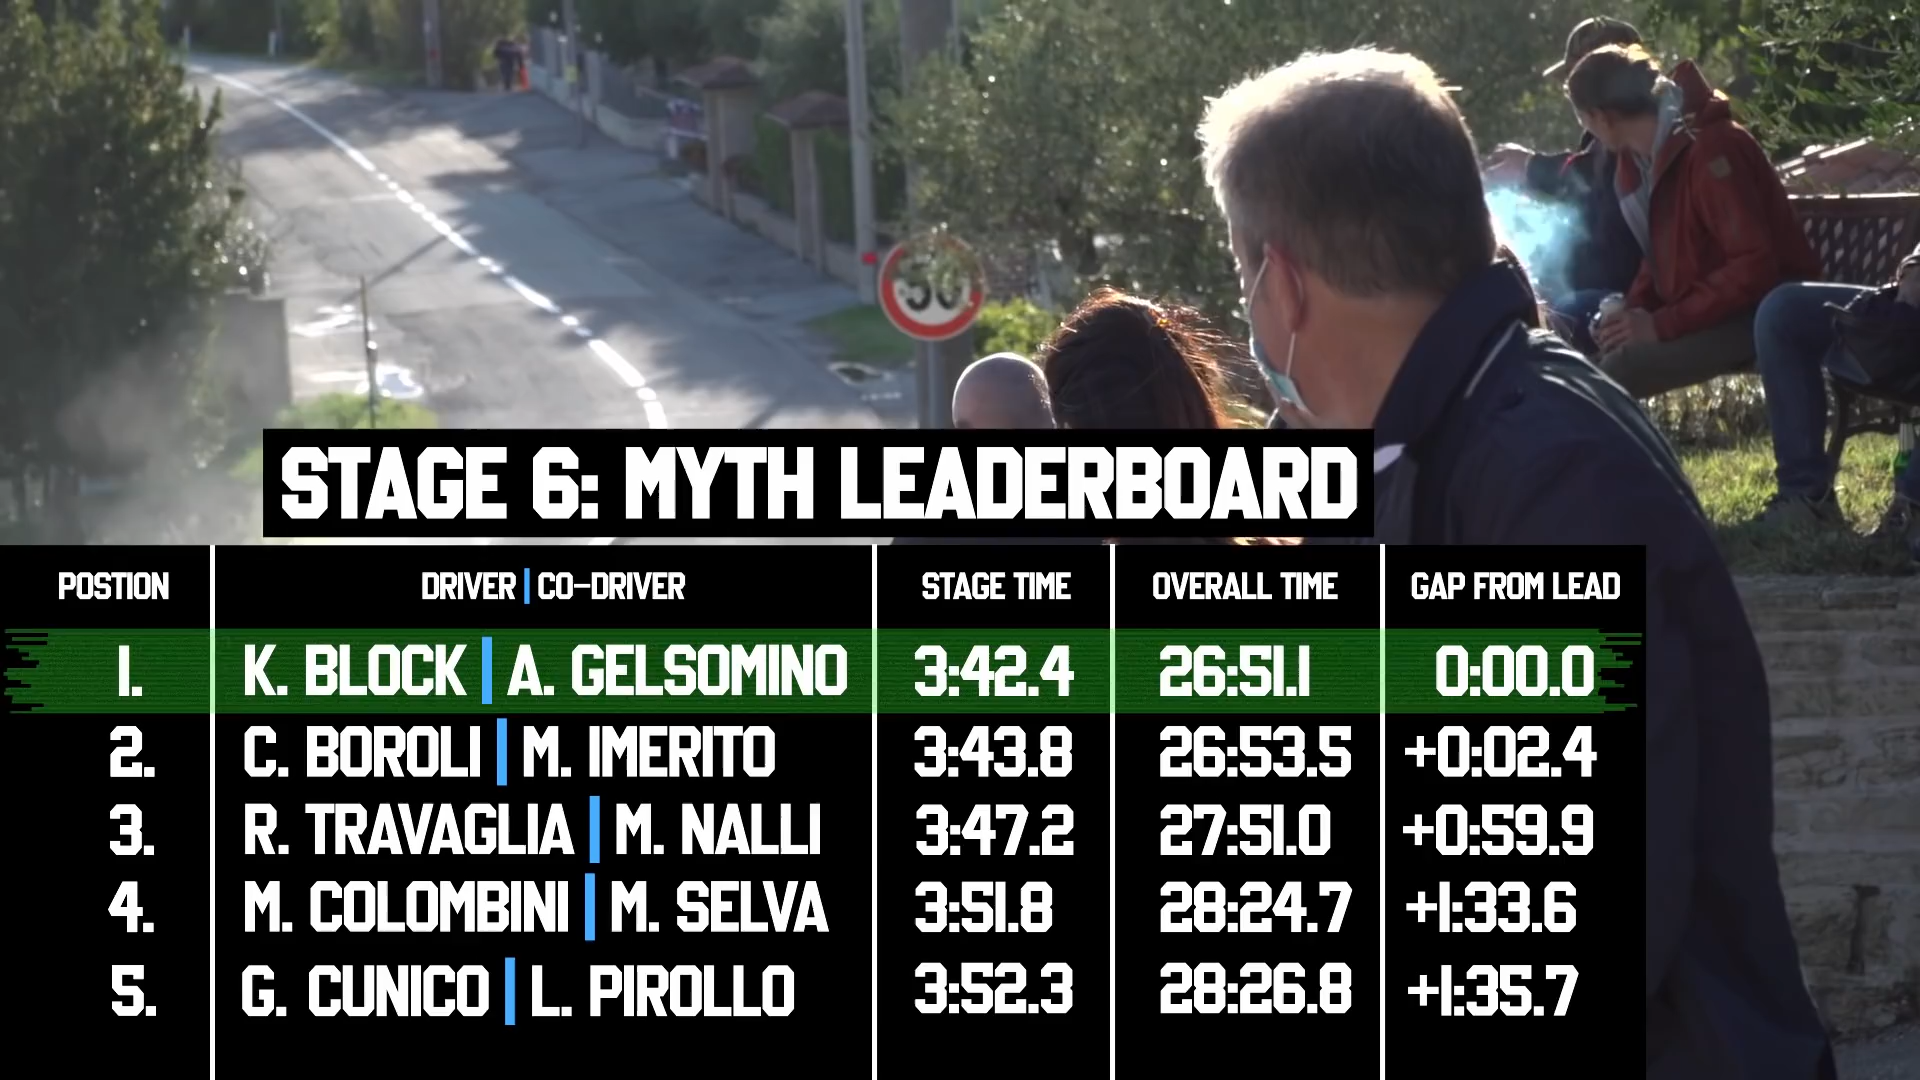 50
STAGE 6: MYTH LEADERBOARD
POSTION DRIVER | CO-DRIVER STAGE TIME OVERALL TIME GAP FROM LEAD
1. K. BLOCK | A. GELSOMINO 3:42.4 26:51.1 0:00.0
2. C. BOROLI | M. IMERITO 3:43.8 26:53.5 +0:02.4
3. R. TRAVAGLIA | M. NALLI 3:47.2 27:51.0 +0:59.9
4. M. COLOMBINI | M. SELVA 3:51.8 28:24.7 +1:33.6
5. G. CUNICO | L. PIROLLO 3:52.3 28:26.8 +1:35.7